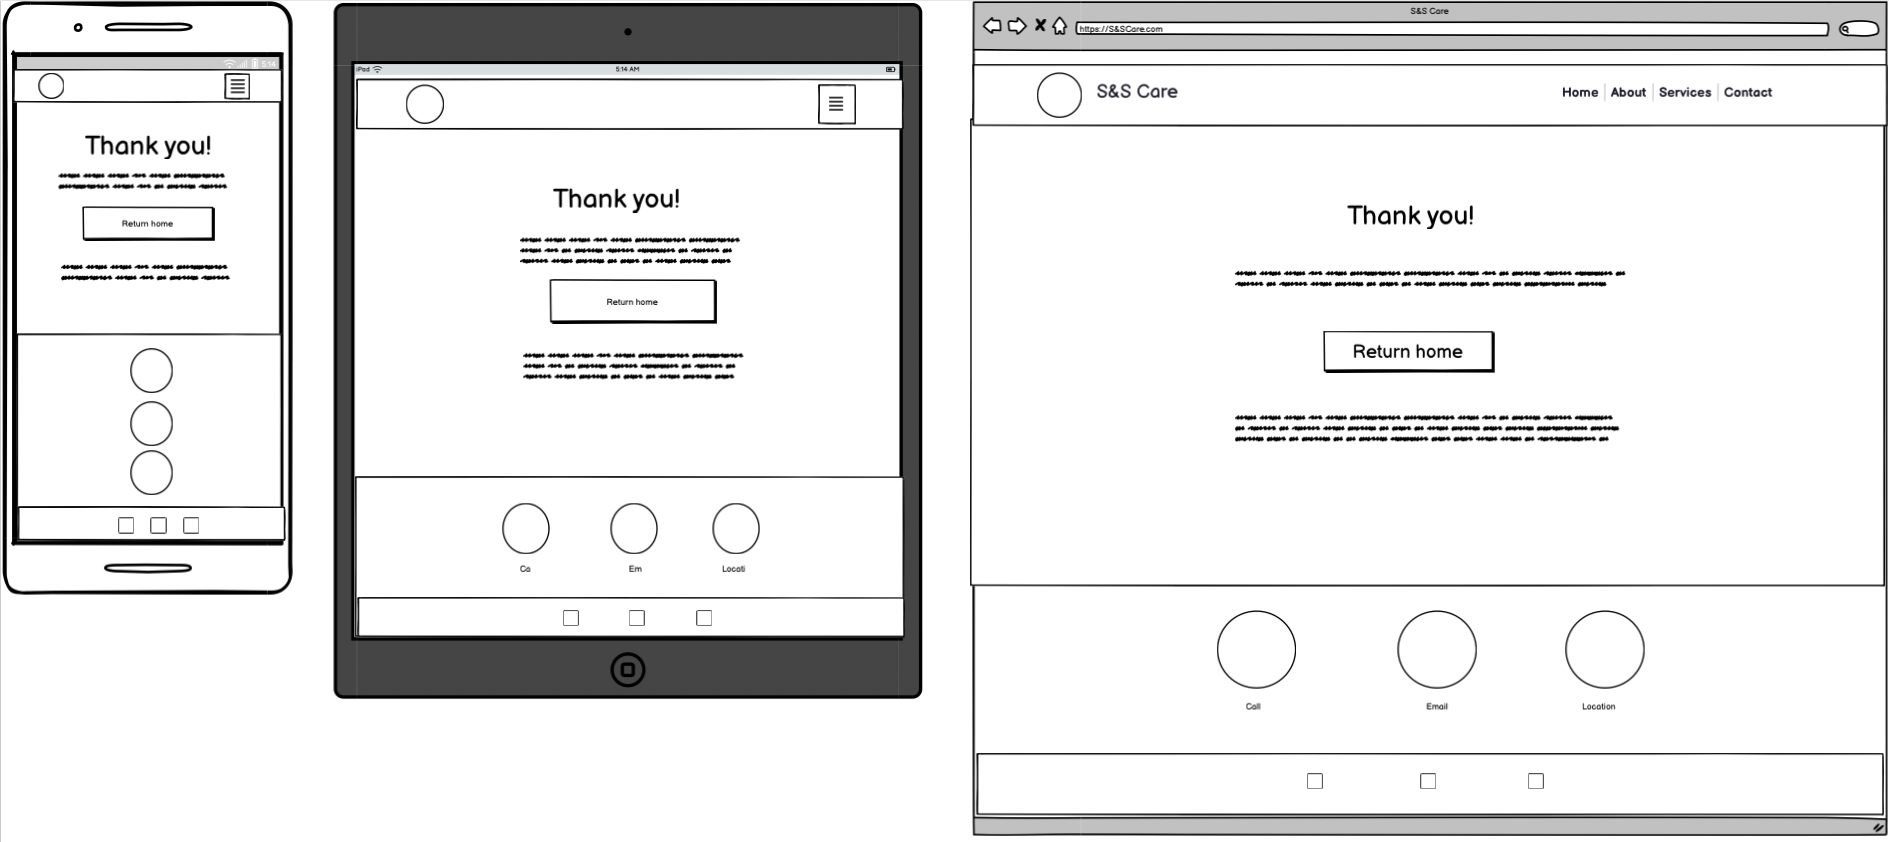 5:14
Thank you!
Return home
iPad
5:14 AM
Thank you!
Return home
Ca
Em
Locati
S&S Care
https://S&SCare.com
S&S Care
Home About Services Contact
Thank you!
Return home
Call
Email
Location